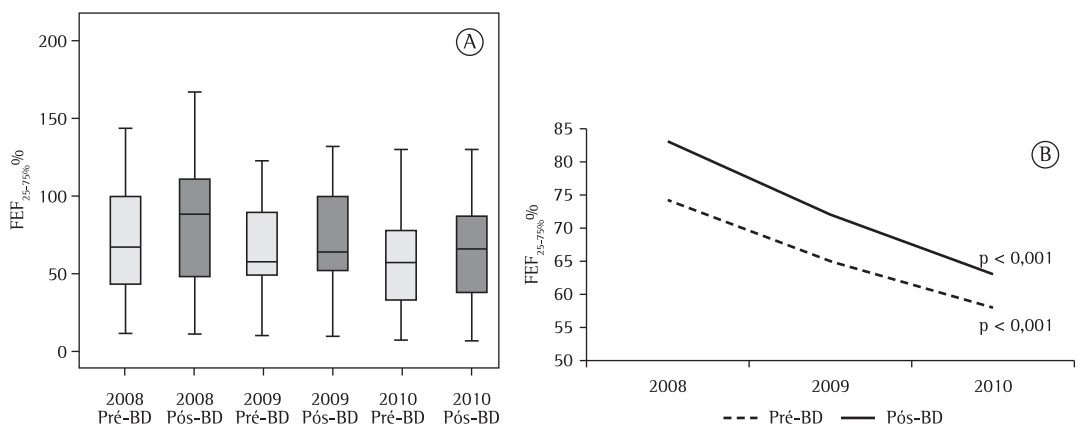 A
200
150
100
50
0
FEF25-75%%
2008 2008 2009 2009 2010 2010
Pré-BD Pós-BD Pré-BD Pós-BD Pré-BD Pós-BD
B
85
80
75
70
65
60
55
50
FEF25-75%%
p < 0,001
p < 0,001
2008 2009 2010
Pré-BD Pós-BD